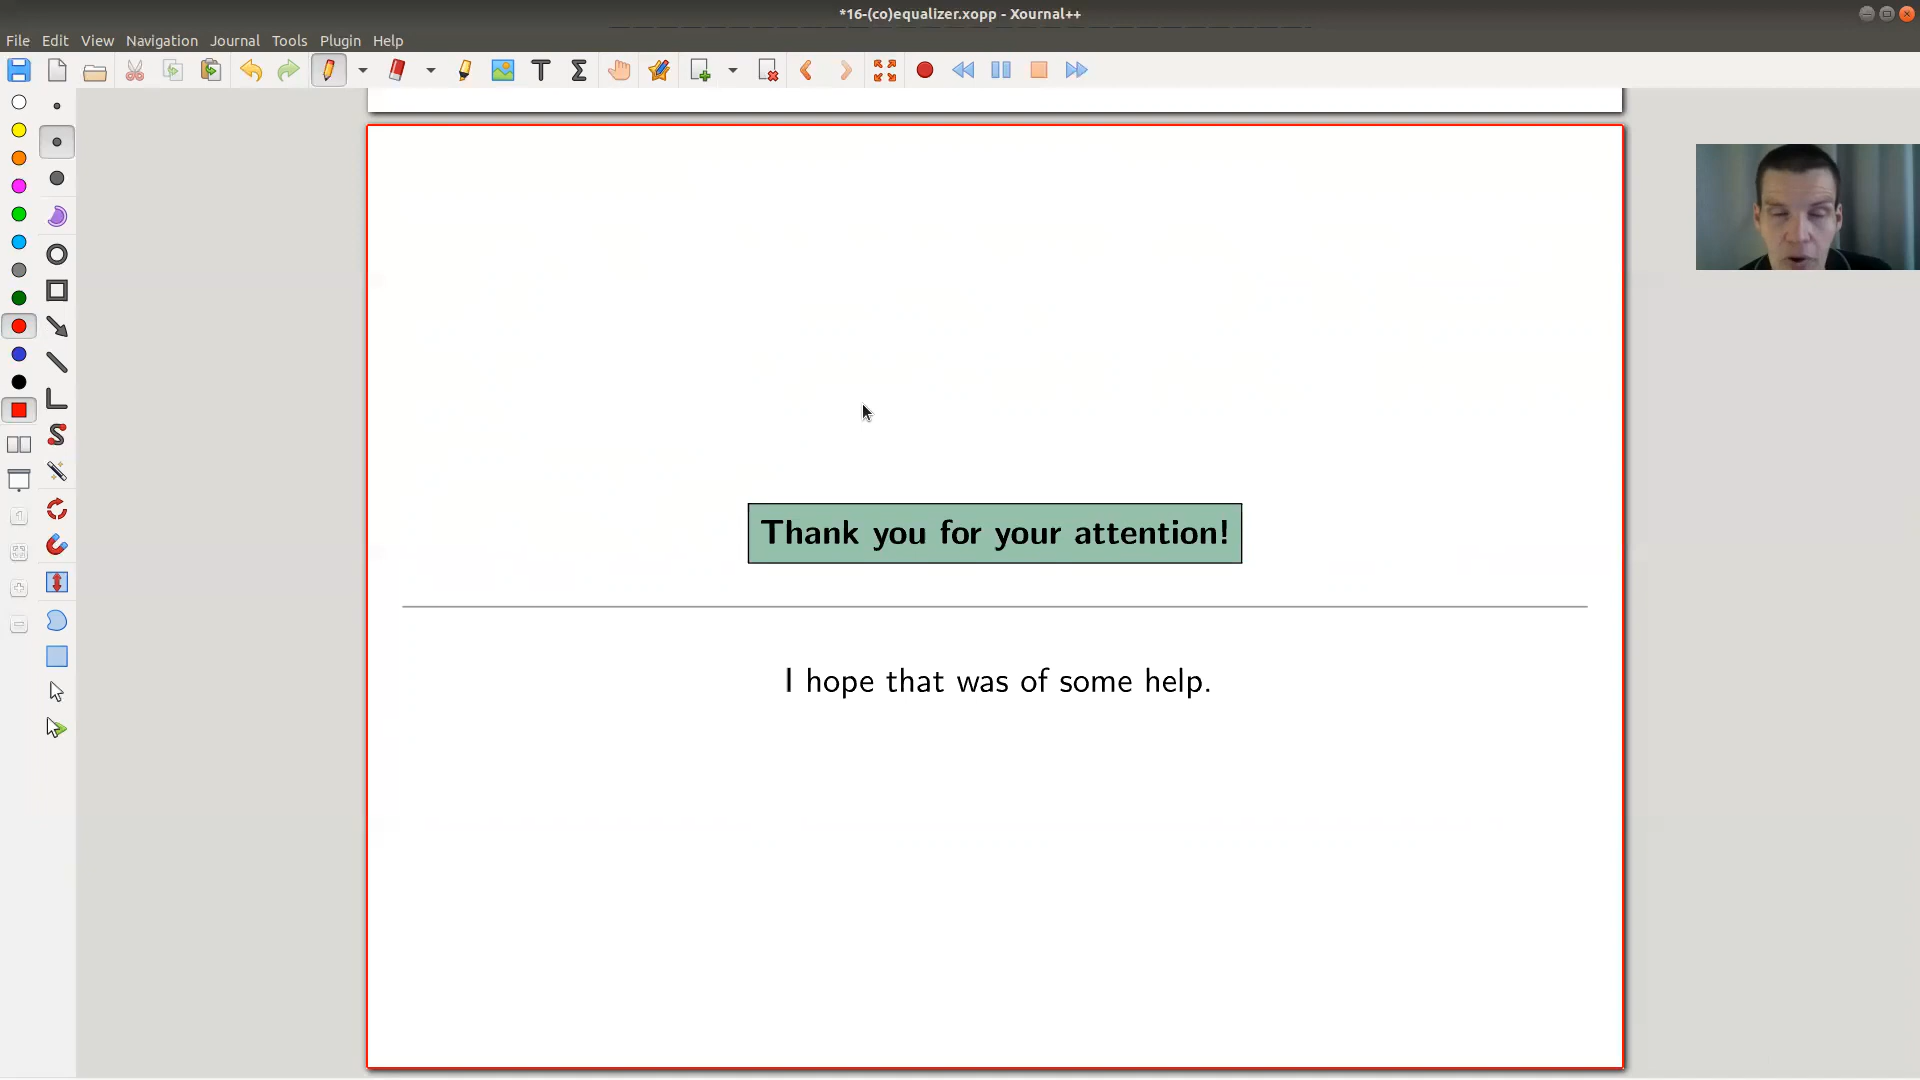 *16-(co)equalizer.xopp - Xournal++
File Edit View Navigation Journal Tools Plugin Help
Thank you for your attention!
I hope that was of some help.